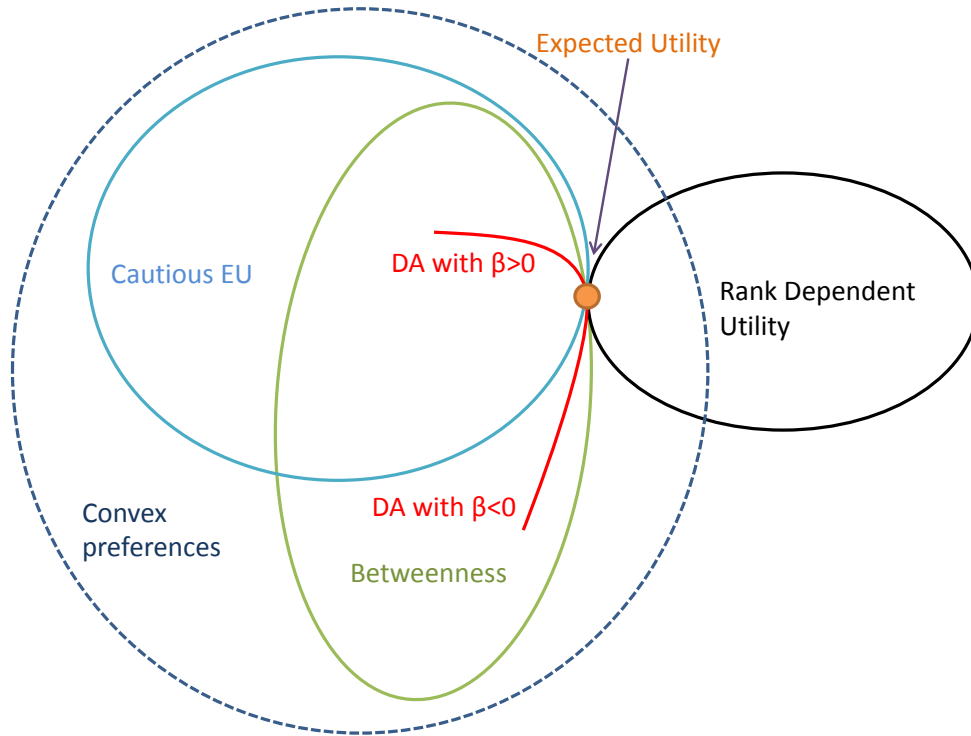 Expected Utility
DA with β>0
Cautious EU
Rank Dependent
Utility
DA with β<0
Convex
preferences
Betweenness